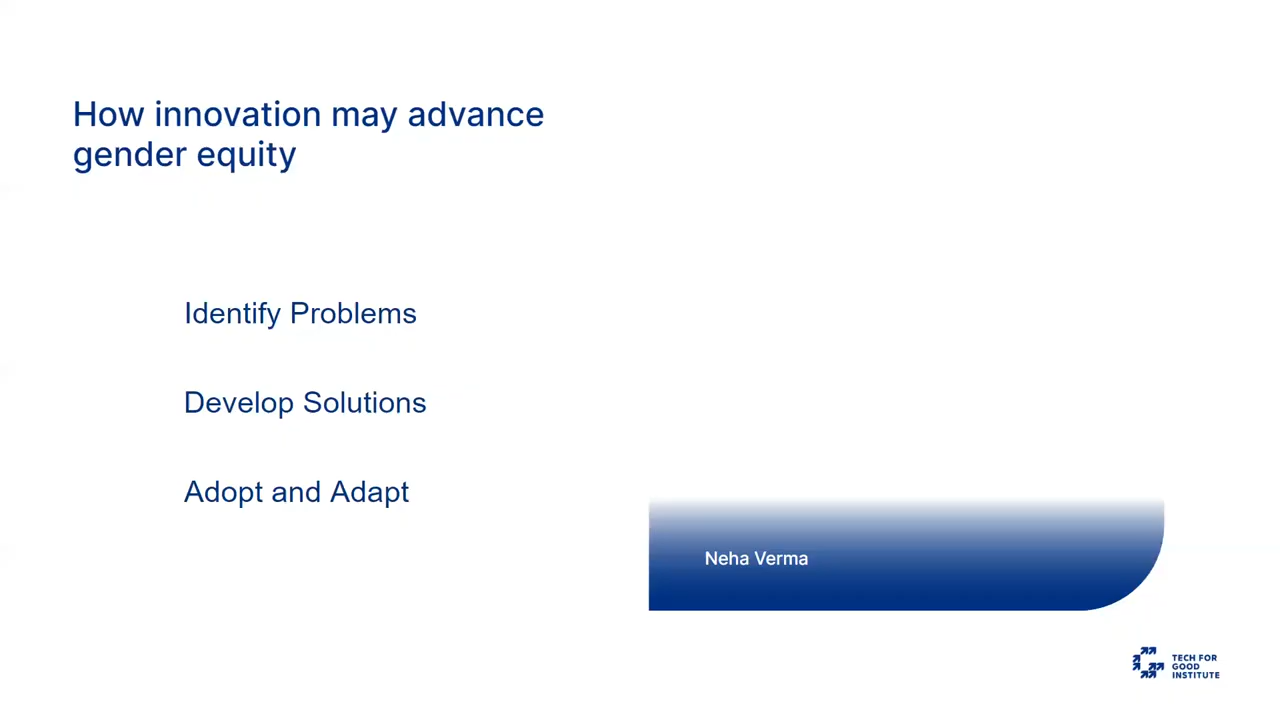 How innovation may advance
gender equity
Identify Problems
Develop Solutions
Adopt and Adapt
Neha Verma
TECH FOR
GOOD
INSTITUTE